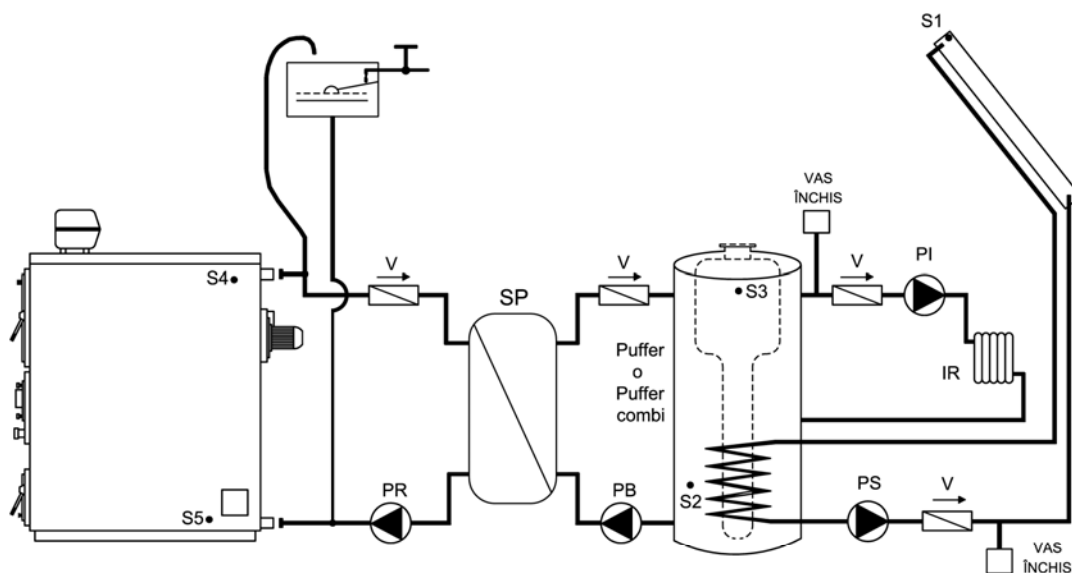 S1
VAS
ÎNCHIS
S4
V
SP
V
S3
V
PI
Puffer
o
Puffer
combi
IR
S2
S5
PR
PB
PS
V
VAS
ÎNCHIS